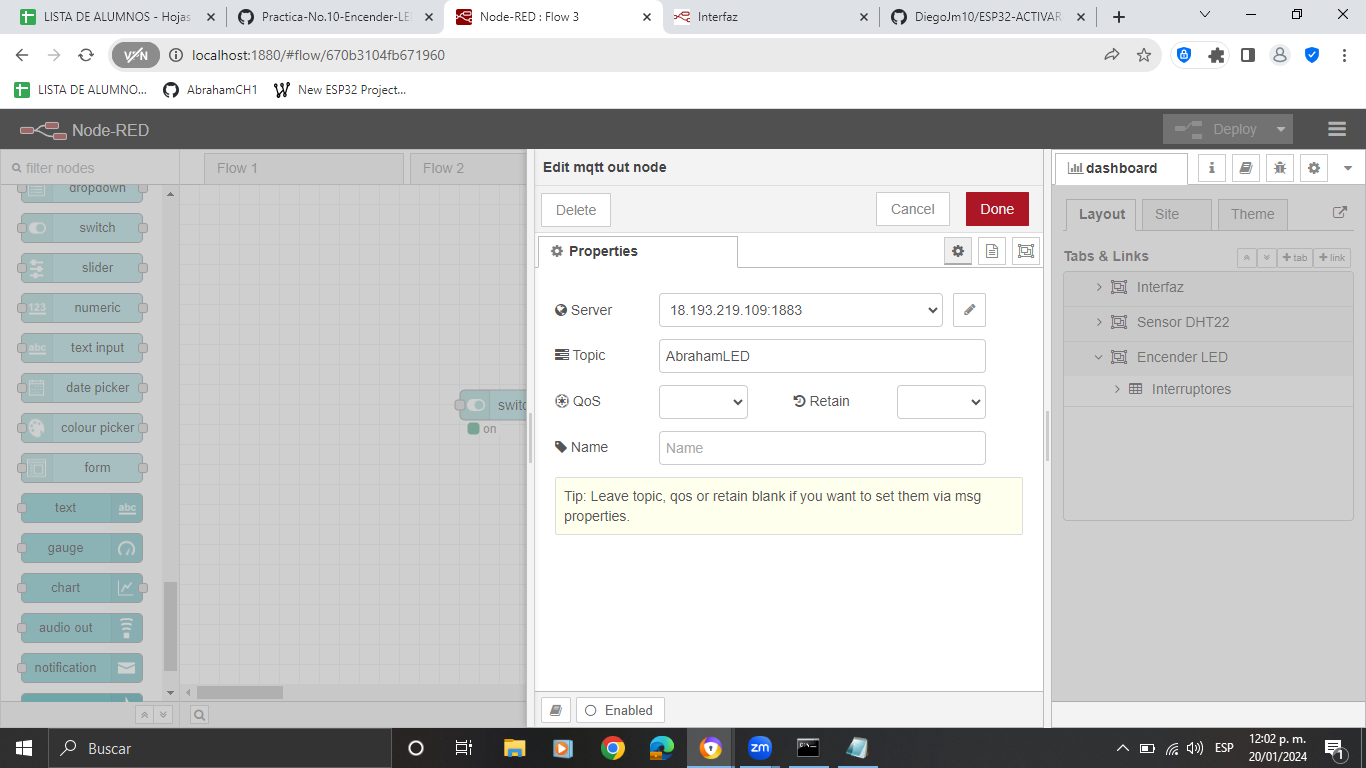 LISTA DE ALUMNOS - Hojas
Practica-No.10-Encender-LE
Node-RED : Flow 3
Interfaz
DiegoJm10/ESP32-ACTIVAR
VPN
localhost:1880/#flow/670b3104fb671960
LISTA DE ALUMNO...
AbrahamCH1
New ESP32 Project...
Node-RED
Deploy
filter nodes
Flow 1
Flow 2
Edit mqtt out node
dashboard
Delete
Cancel
Done
Layout
Site
Theme
Properties
Tabs & Links
tab
link
dropdown
switch
slider
numeric
text input
date picker
colour picker
form
text
gauge
chart
audio out
notification
123
abc
abc
switc
on
Server
18.193.219.109:1883
Topic
AbrahamLED
QoS
Retain
Name
Name
Tip: Leave topic, qos or retain blank if you want to set them via msg
properties.
Interfaz
Sensor DHT22
Encender LED
Interruptores
Enabled
Buscar
zm
ESP
12:02 p. m.
20/01/2024
1